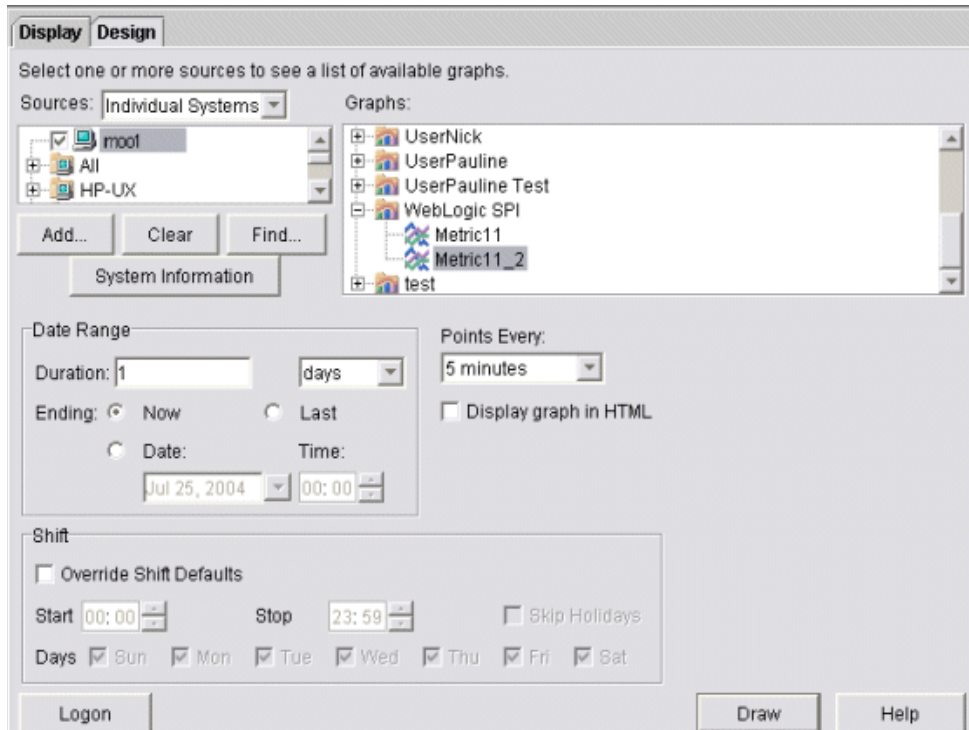 Display Design
Select one or more sources to see a list of available graphs.
Sources: Individual Systems Graphs:
moo1
All
HP-UX
UserNick
UserPauline
UserPauline Test
WebLogic SPI
Metric11
Metric11_2
test
Add... Clear Find...
System Information
Date Range
Duration: 1 days
Ending: Now Last
Date: Time:
Jul 25, 2004 00:00
Points Every:
5 minutes
Display graph in HTML
Shift
Override Shift Defaults
Start 00:00 Stop 23:59 Skip Holidays
Days Sun Mon Tue Wed Thu Fri Sat
Logon Draw Help